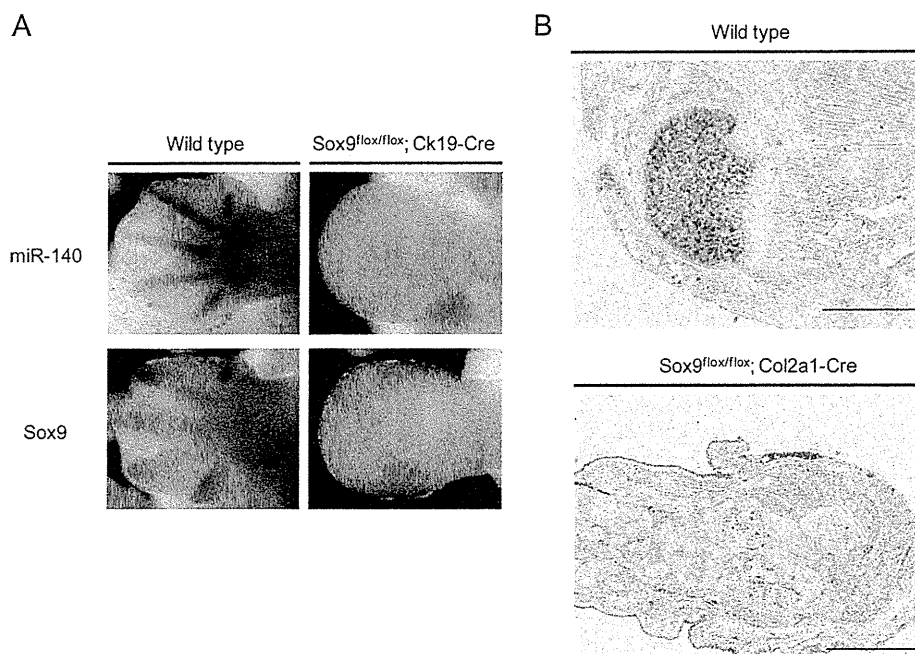 A
B
Wild type
Wild type
Sox9flox/flox; Ck19-Cre
miR-140
Sox9
Sox9flox/flox; Col2a1-Cre